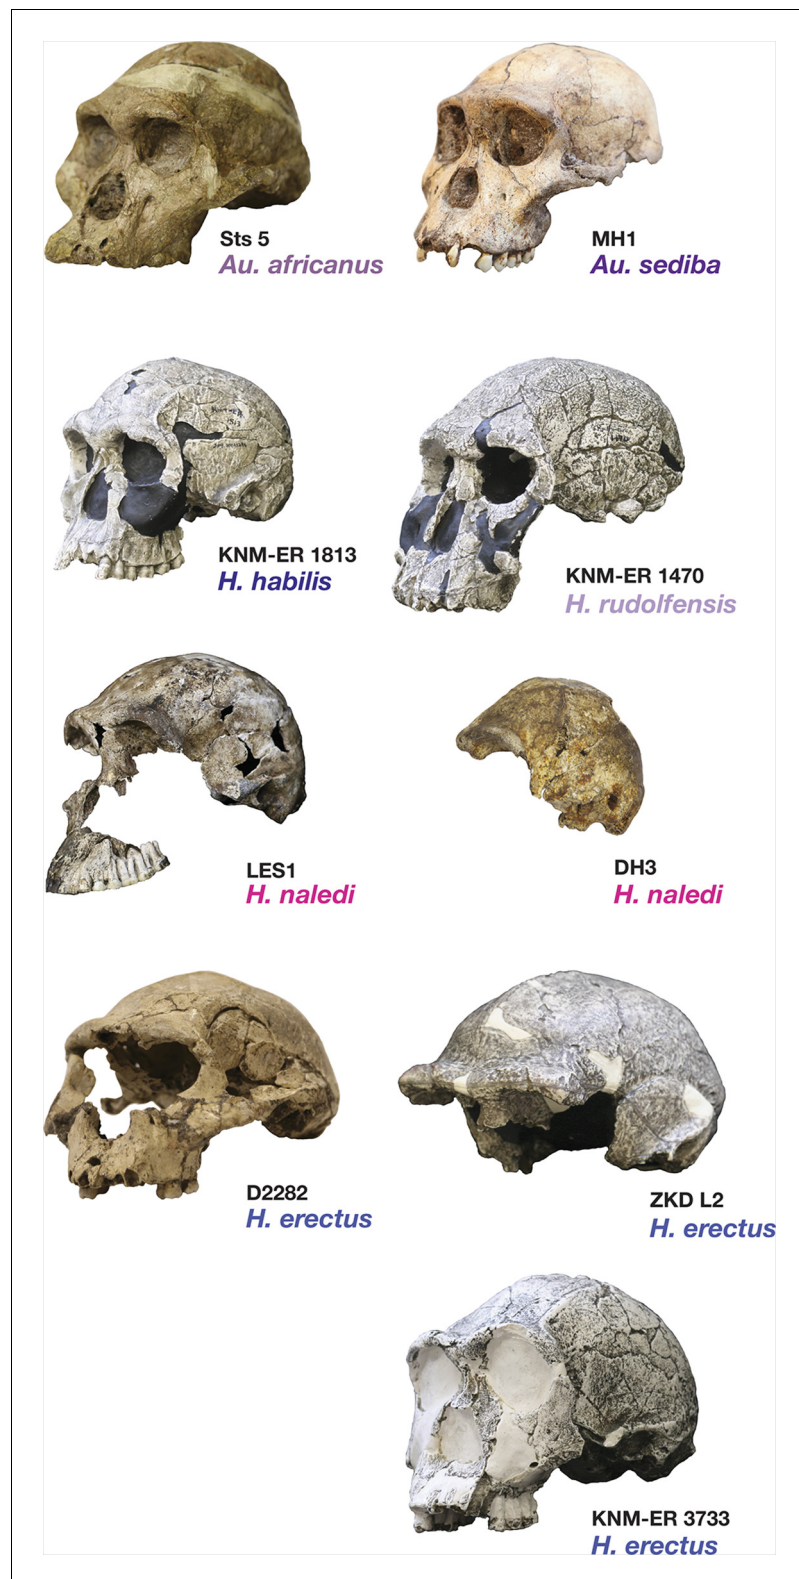 Sts 5
Au. africanus
MH1
Au. sediba
KNM-ER 1813
H. habilis
KNM-ER 1470
H. rudolfensis
LES1
H. naledi
DH3
H. naledi
D2282
H. erectus
ZKD L2
H. erectus
KNM-ER 3733
H. erectus